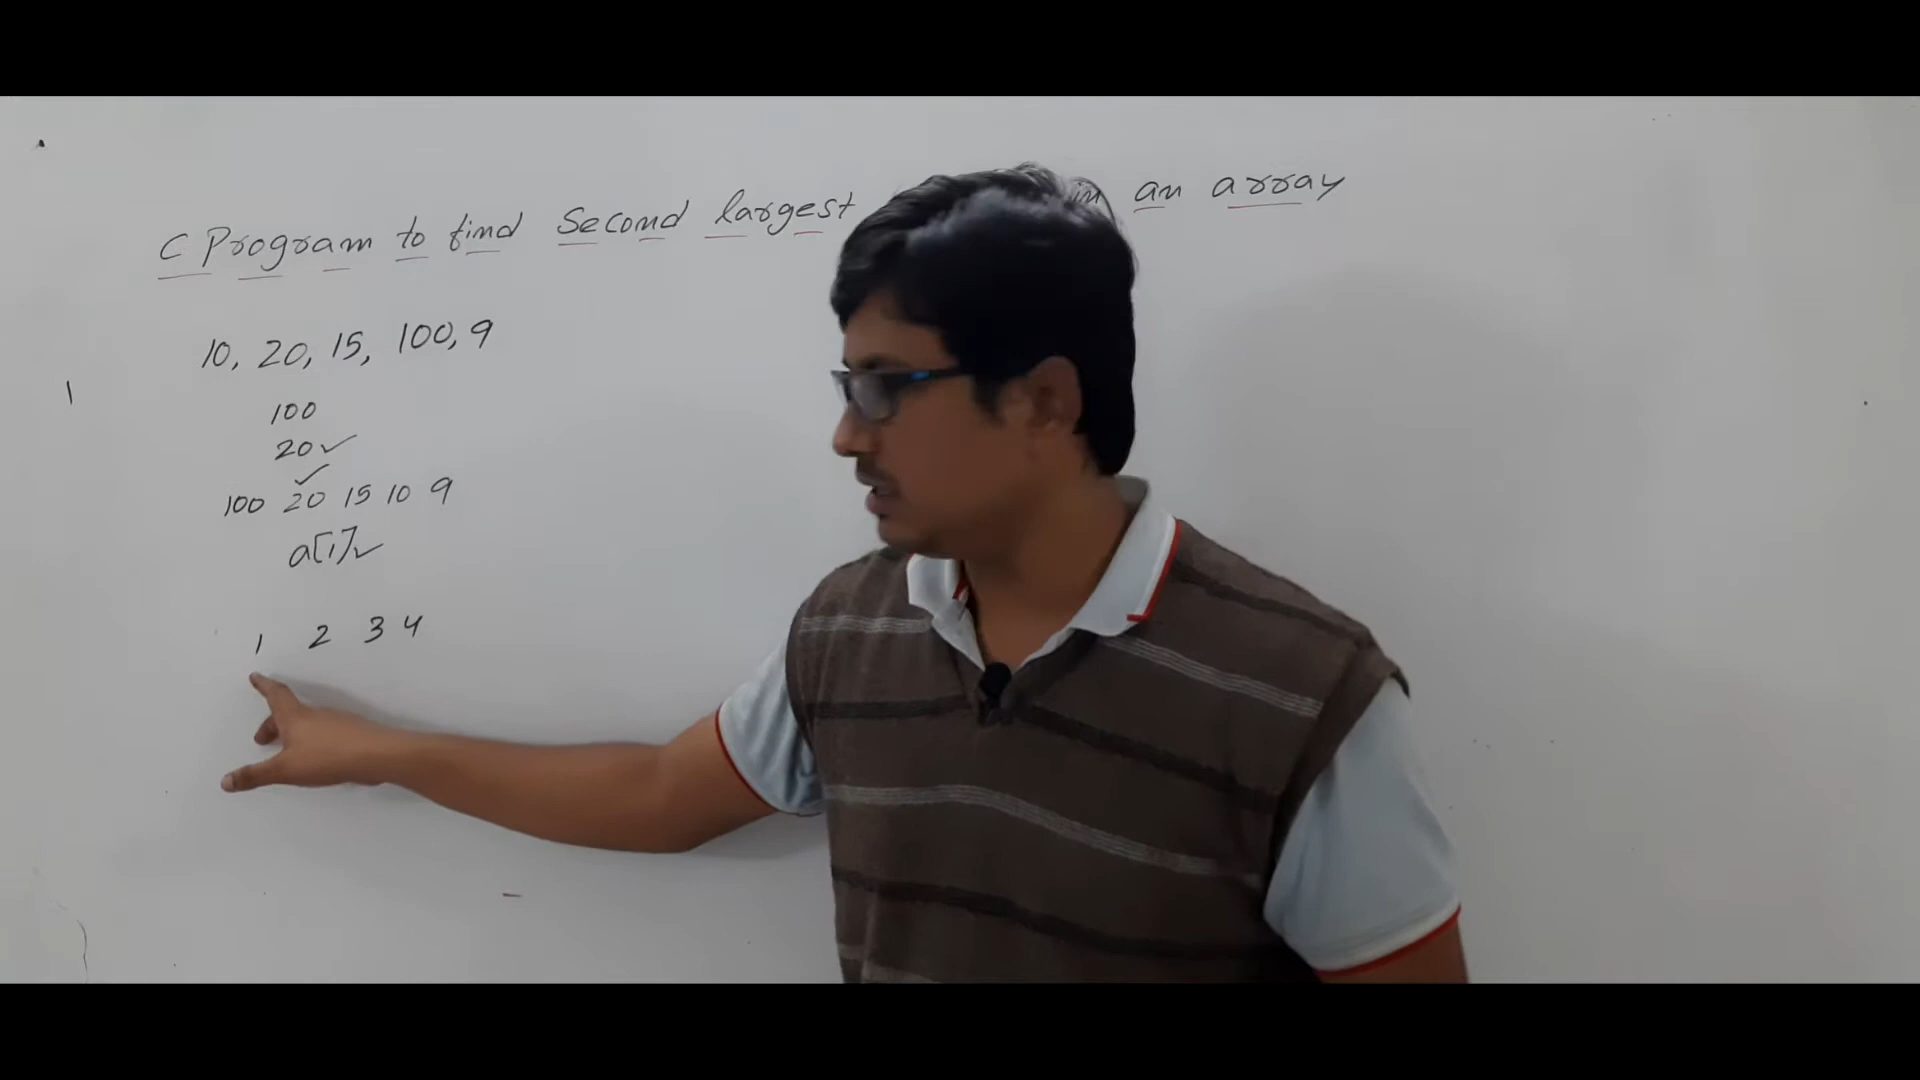 C Program to find Second largest in an array
10, 20, 15, 100, 9
100
20 ✓
100 20 15 10 9
a[1] ✓
1 2 3 4